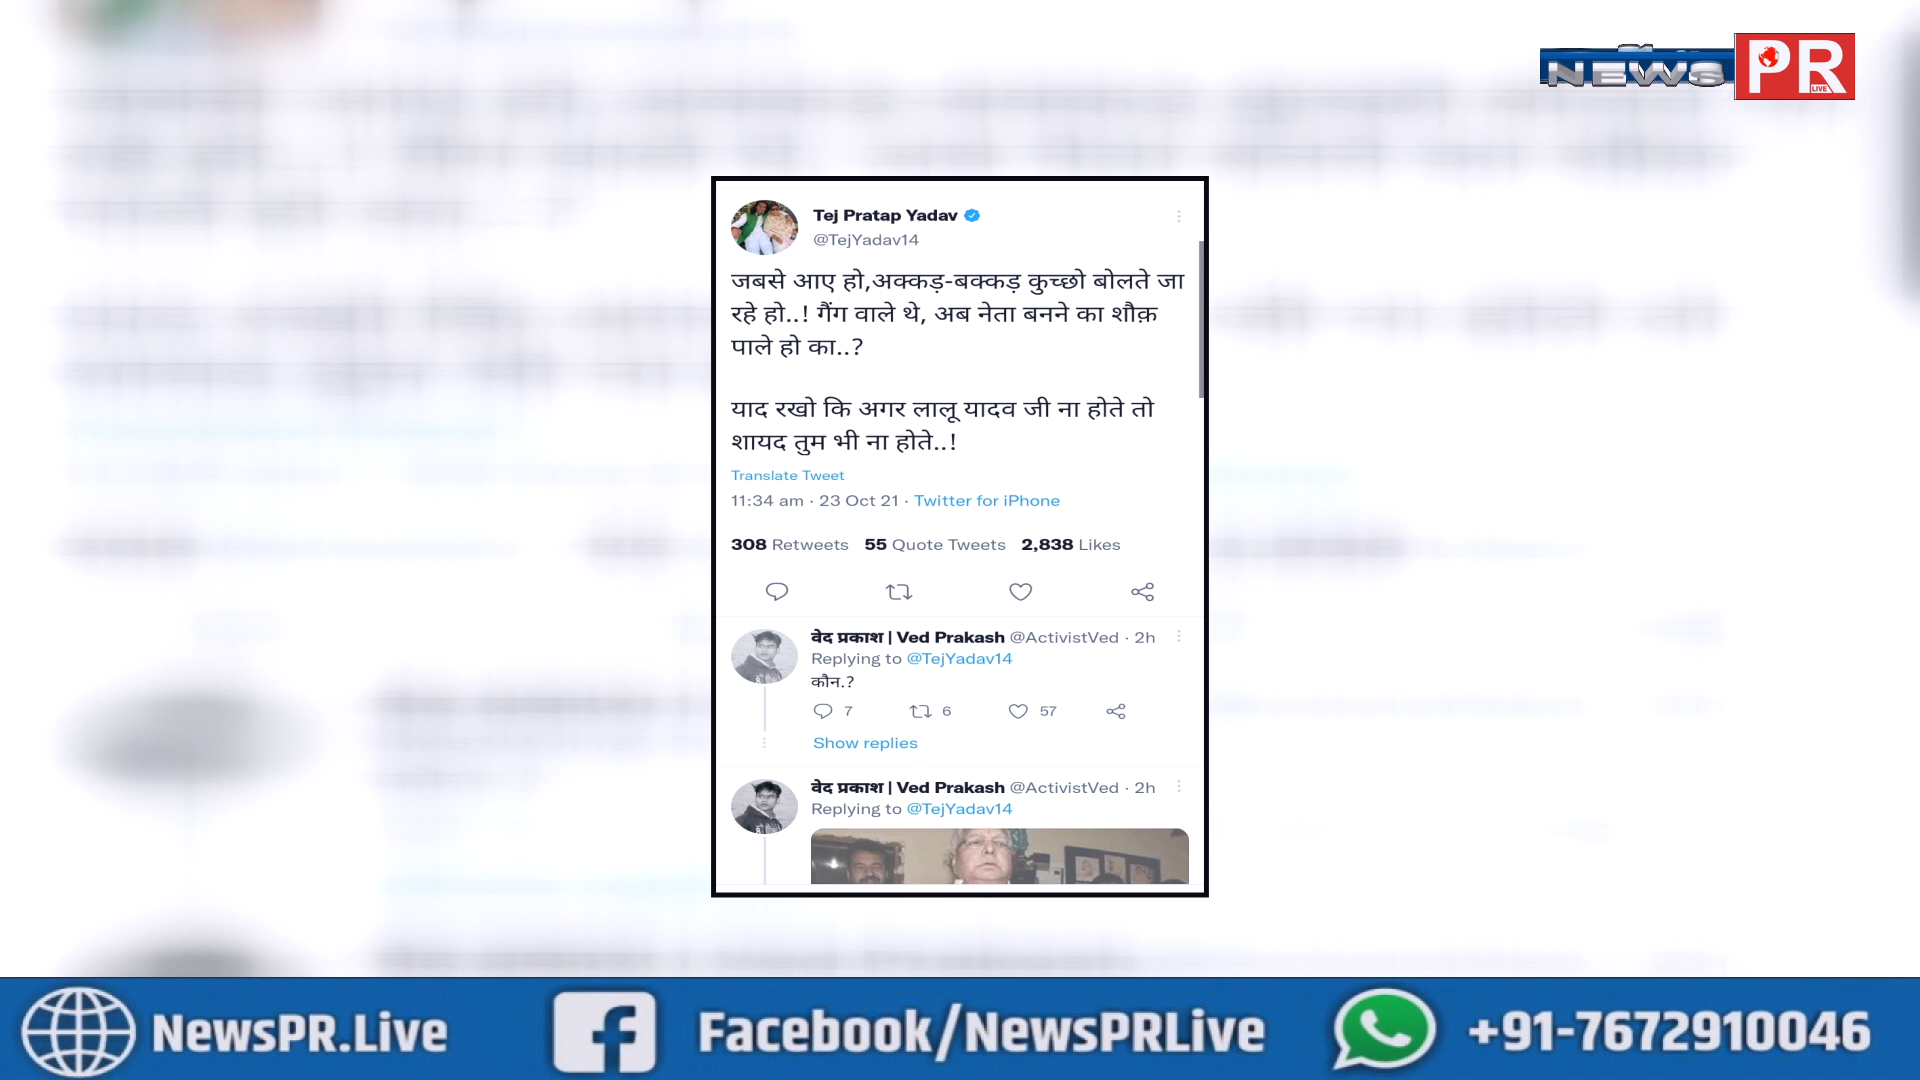 NEWS PR
LIVE
Tej Pratap Yadav
@TejYadav14
जबसे आए हो,अक्कड़-बक्कड़ कुच्छो बोलते जा
रहे हो..! गैंग वाले थे, अब नेता बनने का शौक़
पाले हो का..?
याद रखो कि अगर लालू यादव जी ना होते तो
शायद तुम भी ना होते..!
Translate Tweet
11:34 am · 23 Oct 21 · Twitter for iPhone
308 Retweets 55 Quote Tweets 2,838 Likes
वेद प्रकाश | Ved Prakash @ActivistVed · 2h
Replying to @TejYadav14
कौन.?
7 6 57
Show replies
वेद प्रकाश | Ved Prakash @ActivistVed · 2h
Replying to @TejYadav14
NewsPR.Live Facebook/NewsPRLive +91-7672910046